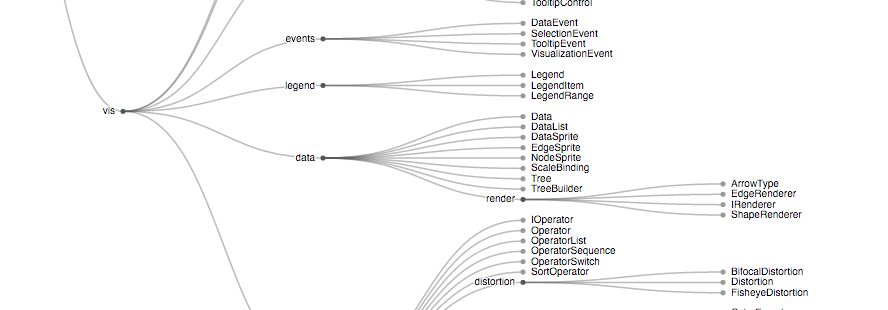 TooltipControl
DataEvent
events
SelectionEvent
TooltipEvent
VisualizationEvent
Legend
legend
LegendItem
LegendRange
vis
Data
DataList
DataSprite
EdgeSprite
data
NodeSprite
ScaleBinding
Tree
TreeBuilder
render
ArrowType
EdgeRenderer
IRenderer
ShapeRenderer
IOperator
Operator
OperatorList
OperatorSequence
OperatorSwitch
SortOperator
distortion
BifocalDistortion
Distortion
FisheyeDistortion